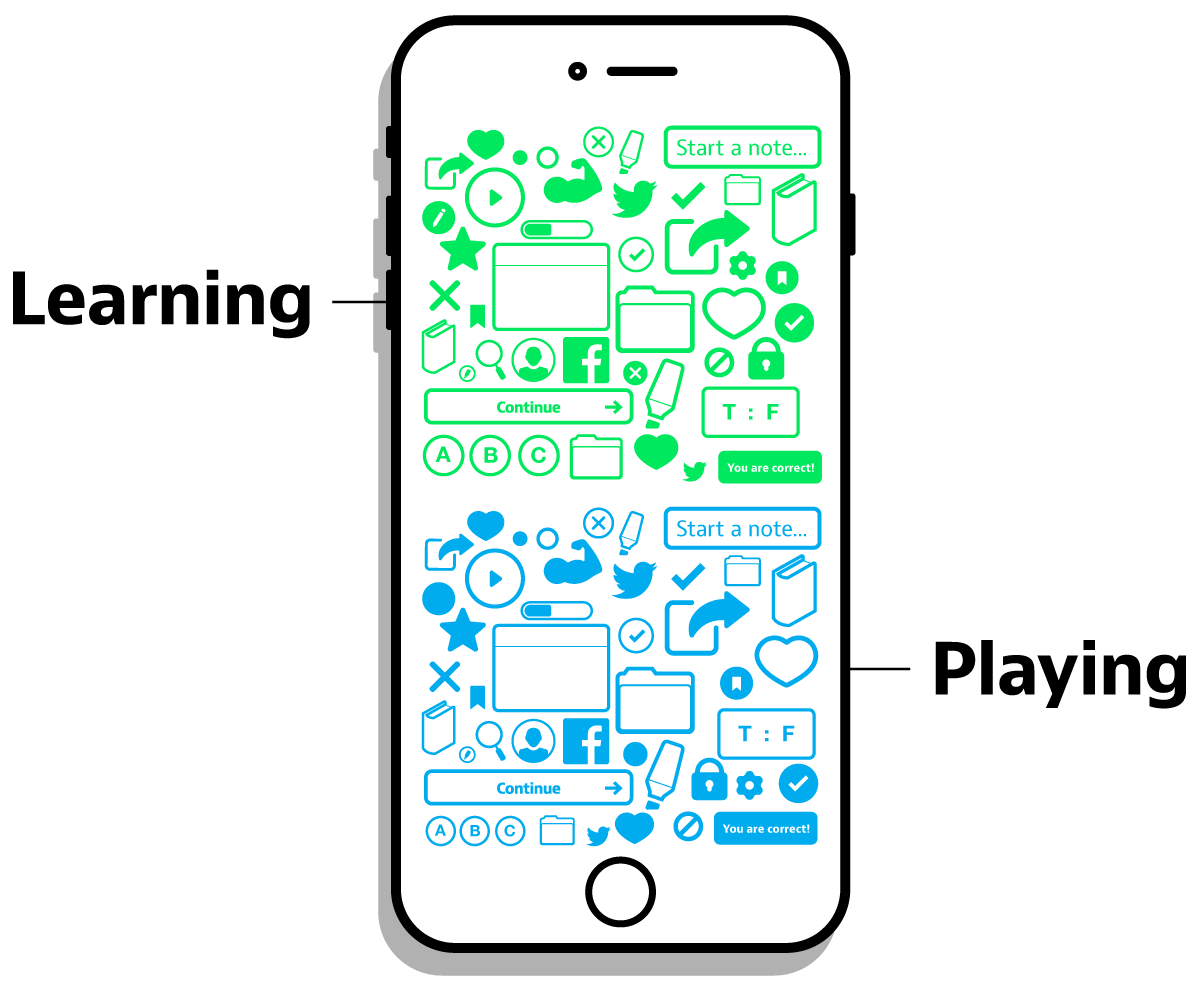 Start a note...
Learning
Continue
T : F
A B C
You are correct!
Start a note...
Playing
T : F
Continue
A B C
You are correct!